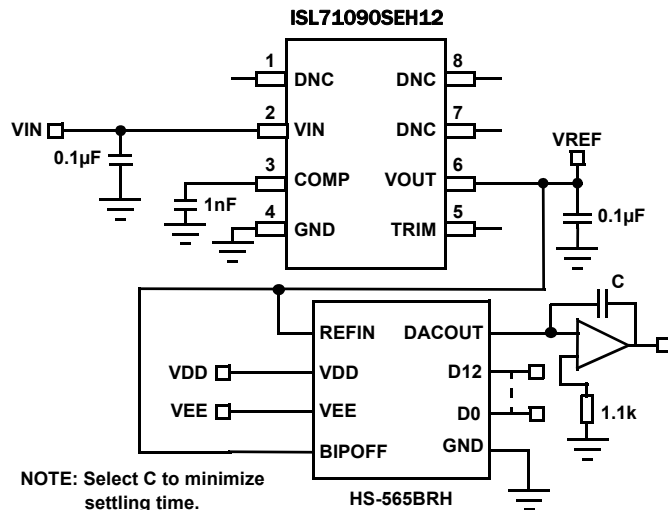 ISL71090SEH12
1
DNC
DNC
8
VIN
2
VIN
DNC
7
0.1µF
3
COMP
VOUT
6
VREF
1nF
4
GND
TRIM
5
0.1µF
C
REFIN
DACOUT
VDD
VDD
D12
VEE
VEE
D0
1.1k
BIPOFF
GND
NOTE: Select C to minimize
settling time.
HS-565BRH